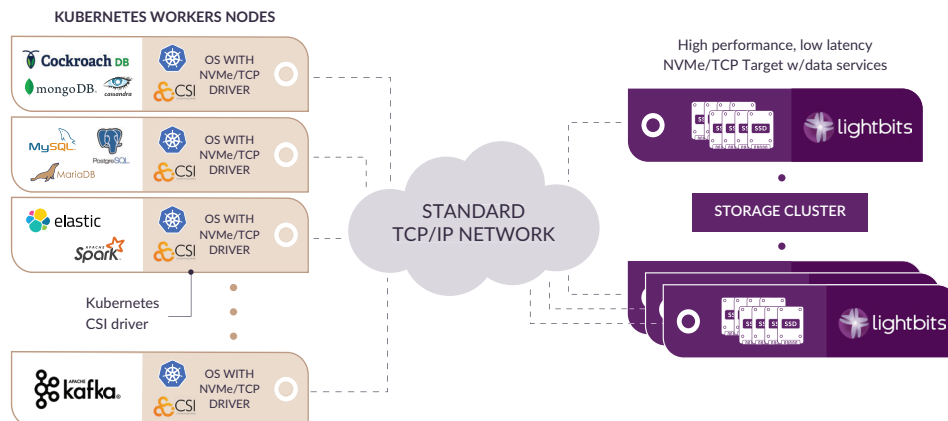 KUBERNETES WORKERS NODES
Cockroach DB
mongoDB.
cassandra
OS WITH
NVMe/TCP
DRIVER
CSI
MySQL
PostgreSQL
MariaDB
OS WITH
NVMe/TCP
DRIVER
CSI
elastic
APACHE
Spark
OS WITH
NVMe/TCP
DRIVER
CSI
Kubernetes
CSI driver
APACHE
kafka®
OS WITH
NVMe/TCP
DRIVER
CSI
STANDARD
TCP/IP NETWORK
High performance, low latency
NVMe/TCP Target w/data services
SSD
lightbits
STORAGE CLUSTER
SSD
lightbits